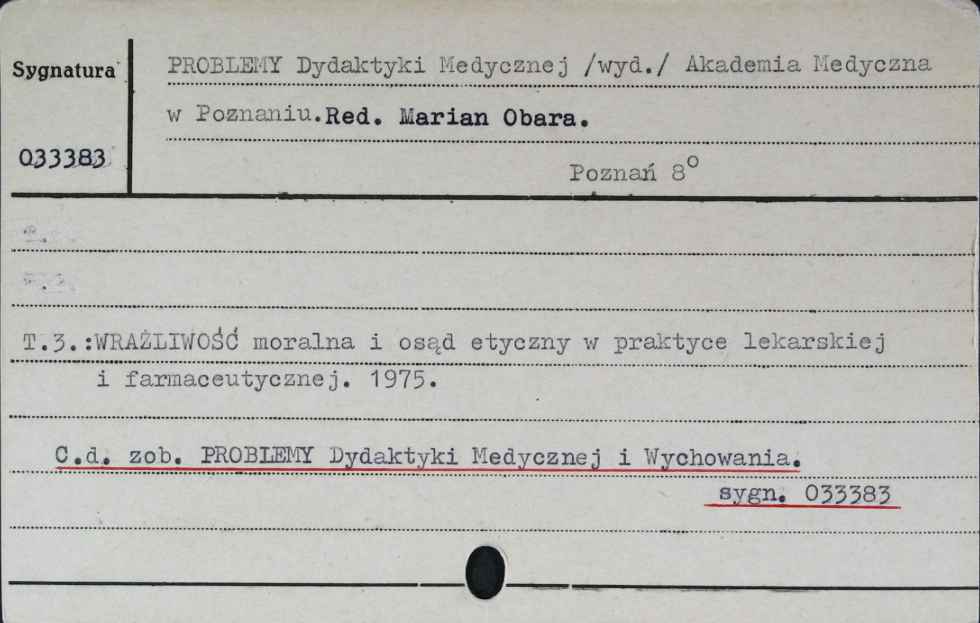 Sygnatura
PROBLEMY Dydaktyki Medycznej /wyd./ Akademia Medyczna
w Poznaniu.Red. Marian Obara.
033383
Poznań 8°
T.3.:WRAŻLIWOŚĆ moralna i osąd etyczny w praktyce lekarskiej
i farmaceutycznej. 1975.
C.d. zob. PROBLEMY Dydaktyki Medycznej i Wychowania.
sygn. 033383